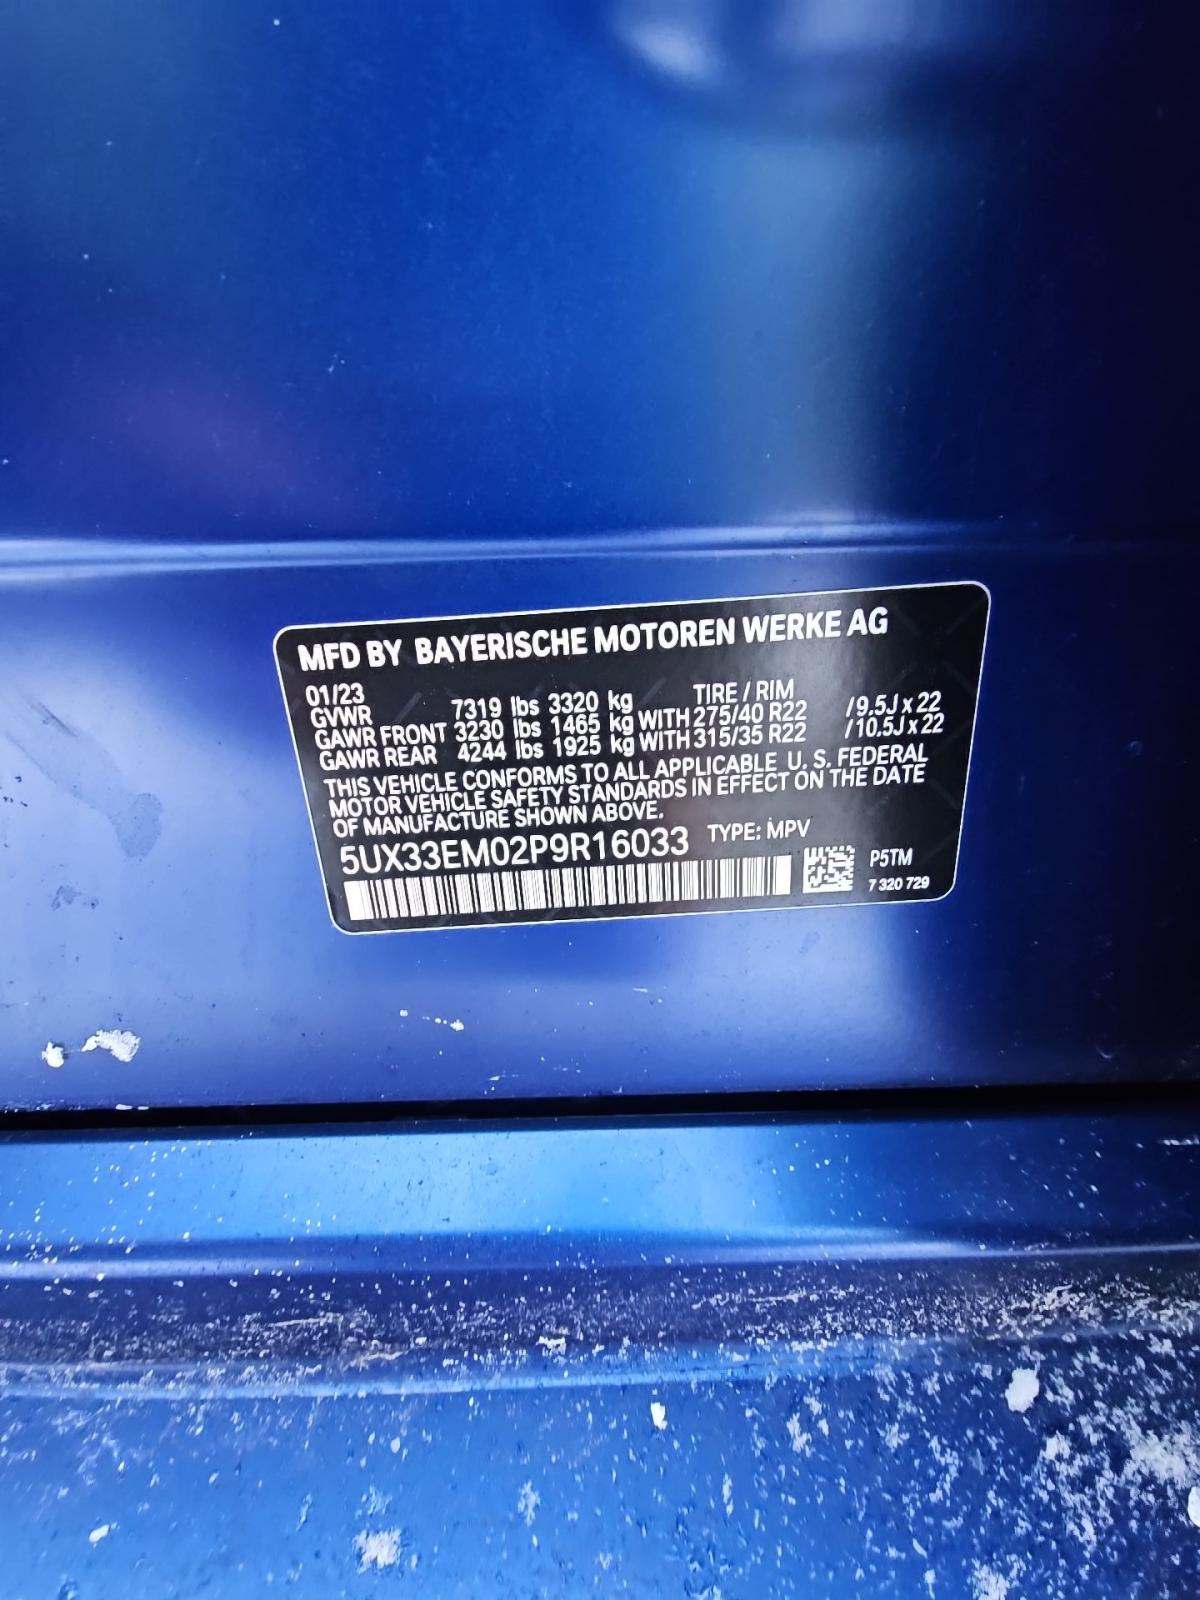 MFD BY BAYERISCHE MOTOREN WERKE AG
01/23 TIRE / RIM
GVWR 7319 lbs 3320 kg
GAWR FRONT 3230 lbs 1465 kg WITH 275/40 R22 /9.5J x 22
GAWR REAR 4244 lbs 1925 kg WITH 315/35 R22 /10.5J x 22
THIS VEHICLE CONFORMS TO ALL APPLICABLE U. S. FEDERAL
MOTOR VEHICLE SAFETY STANDARDS IN EFFECT ON THE DATE
OF MANUFACTURE SHOWN ABOVE.
5UX33EM02P9R16033 TYPE: MPV
P5TM
7 320 729